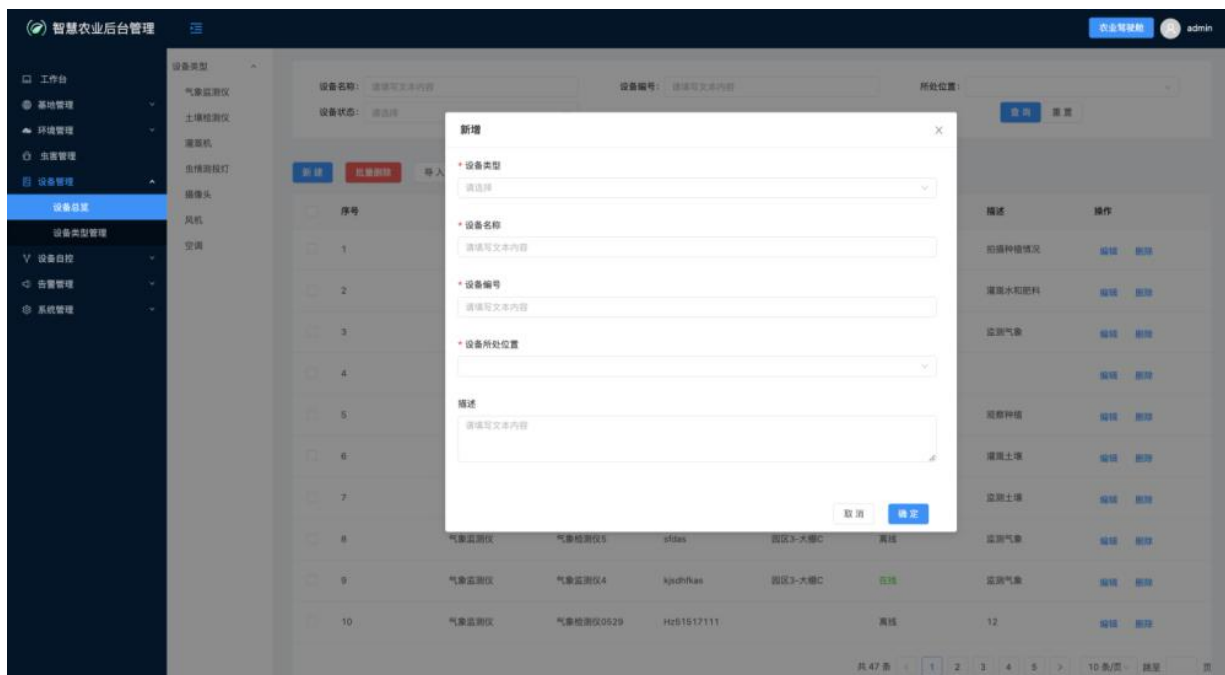 智慧农业后台管理
农业驾驶舱 admin
工作台
基地管理
环境管理
虫害管理
设备管理
设备总览
设备类型管理
设备自控
告警管理
系统管理
设备类型
气象监测仪
土壤检测仪
灌溉机
虫情测报灯
摄像头
风机
空调
设备名称: 请填写文本内容 设备编号: 请填写文本内容 所处位置:
设备状态: 请选择 查询 重置
新建 批量删除 导入
新增
* 设备类型
请选择
* 设备名称
请填写文本内容
* 设备编号
请填写文本内容
* 设备所处位置
描述
请填写文本内容
取消 确定
序号 描述 操作
1 拍摄种植情况 编辑 删除
2 灌溉水和肥料 编辑 删除
3 监测气象 编辑 删除
4 编辑 删除
5 观察种植 编辑 删除
6 灌溉土壤 编辑 删除
7 监测土壤 编辑 删除
8 气象监测仪 气象检测仪5 sfdas 园区3-大棚C 离线 监测气象 编辑 删除
9 气象监测仪 气象监测仪4 kjsdhfkas 园区3-大棚C 在线 监测气象 编辑 删除
10 气象监测仪 气象检测仪0529 Hz51517111 离线 12 编辑 删除
共 47 条 1 2 3 4 5 10 条/页 跳至 页